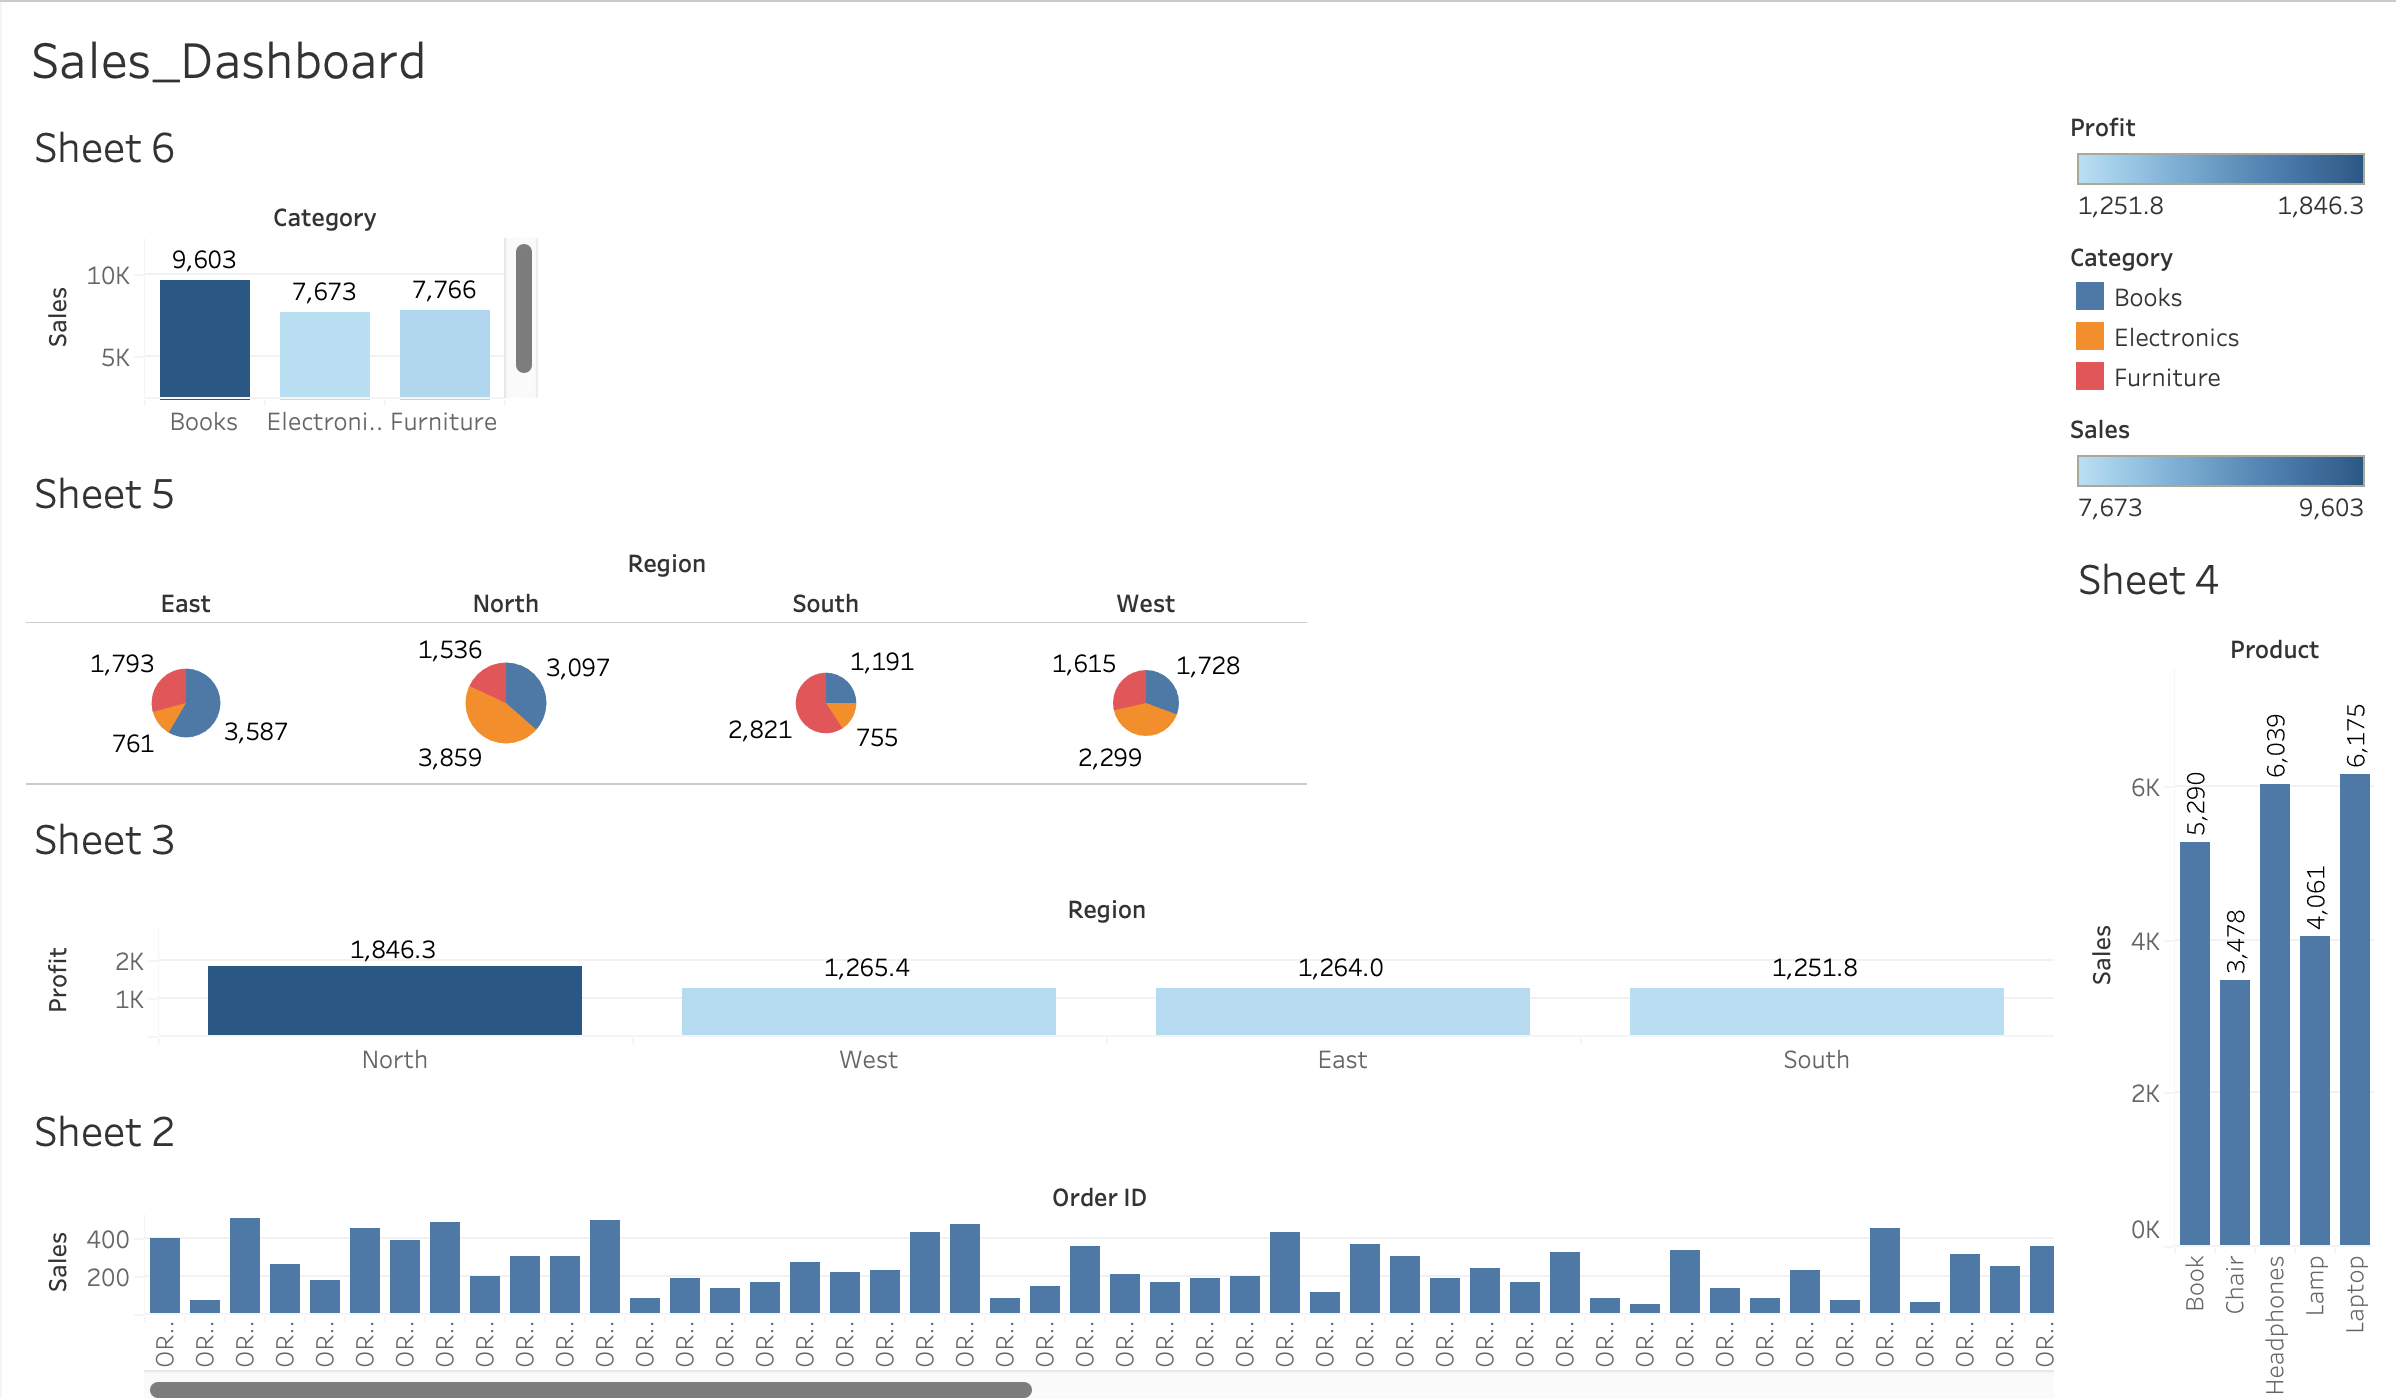 Sales_Dashboard
Sheet 6
Category
Sales
10K
5K
9,603
7,673
7,766
Books
Electroni..
Furniture
Sheet 5
Region
East
North
South
West
1,793
3,587
761
1,536
3,097
3,859
1,191
2,821
755
1,615
1,728
2,299
Sheet 3
Region
Profit
2K
1K
1,846.3
1,265.4
1,264.0
1,251.8
North
West
East
South
Sheet 2
Order ID
Sales
400
200
OR.. OR.. OR.. OR.. OR.. OR.. OR.. OR.. OR.. OR.. OR.. OR.. OR.. OR.. OR.. OR.. OR.. OR.. OR.. OR.. OR.. OR.. OR.. OR.. OR.. OR.. OR.. OR.. OR.. OR.. OR.. OR.. OR.. OR.. OR.. OR.. OR.. OR.. OR.. OR.. OR.. OR.. OR.. OR.. OR.. OR.. OR.. OR..
Profit
1,251.8
1,846.3
Category
Books
Electronics
Furniture
Sales
7,673
9,603
Sheet 4
Product
Sales
6K
4K
2K
0K
5,290
3,478
6,039
4,061
6,175
Book
Chair
Headphones
Lamp
Laptop